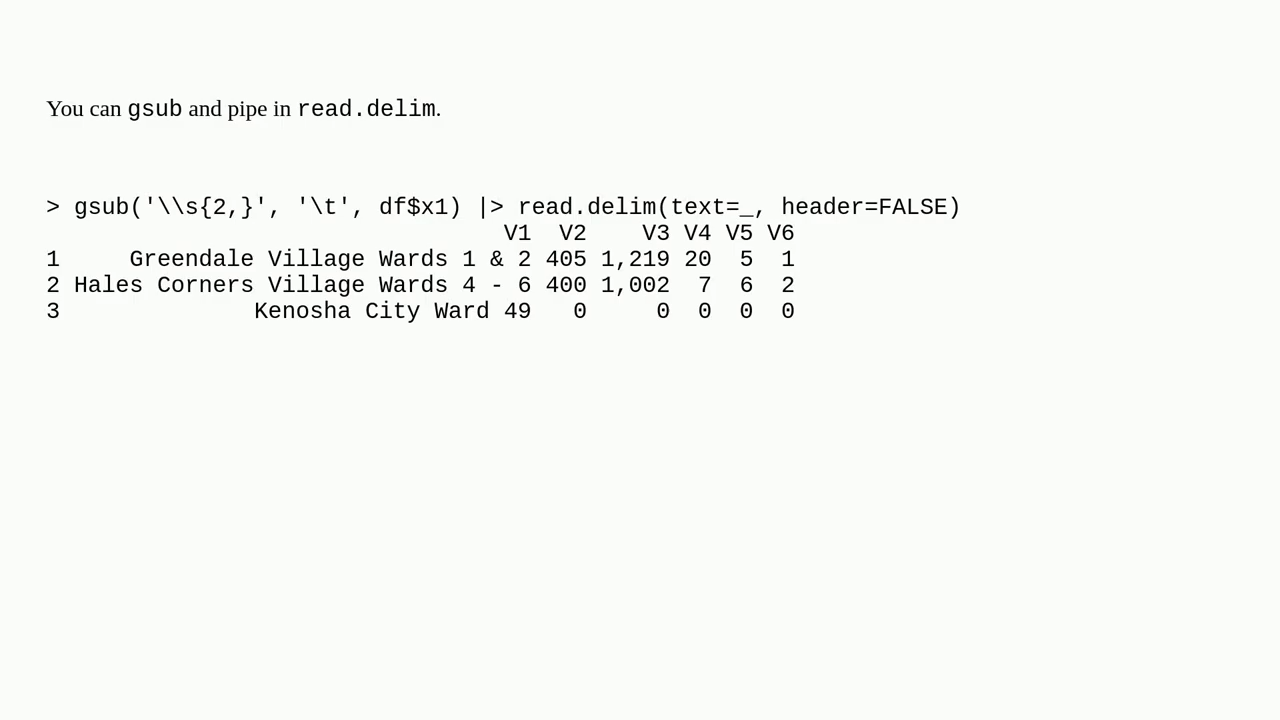 You can gsub and pipe in read.delim.
> gsub('\\s{2,}', '\t', df$x1) |> read.delim(text=_, header=FALSE)
                                 V1  V2    V3 V4 V5 V6
1     Greendale Village Wards 1 & 2 405 1,219 20  5  1
2 Hales Corners Village Wards 4 - 6 400 1,002  7  6  2
3              Kenosha City Ward 49   0     0  0  0  0